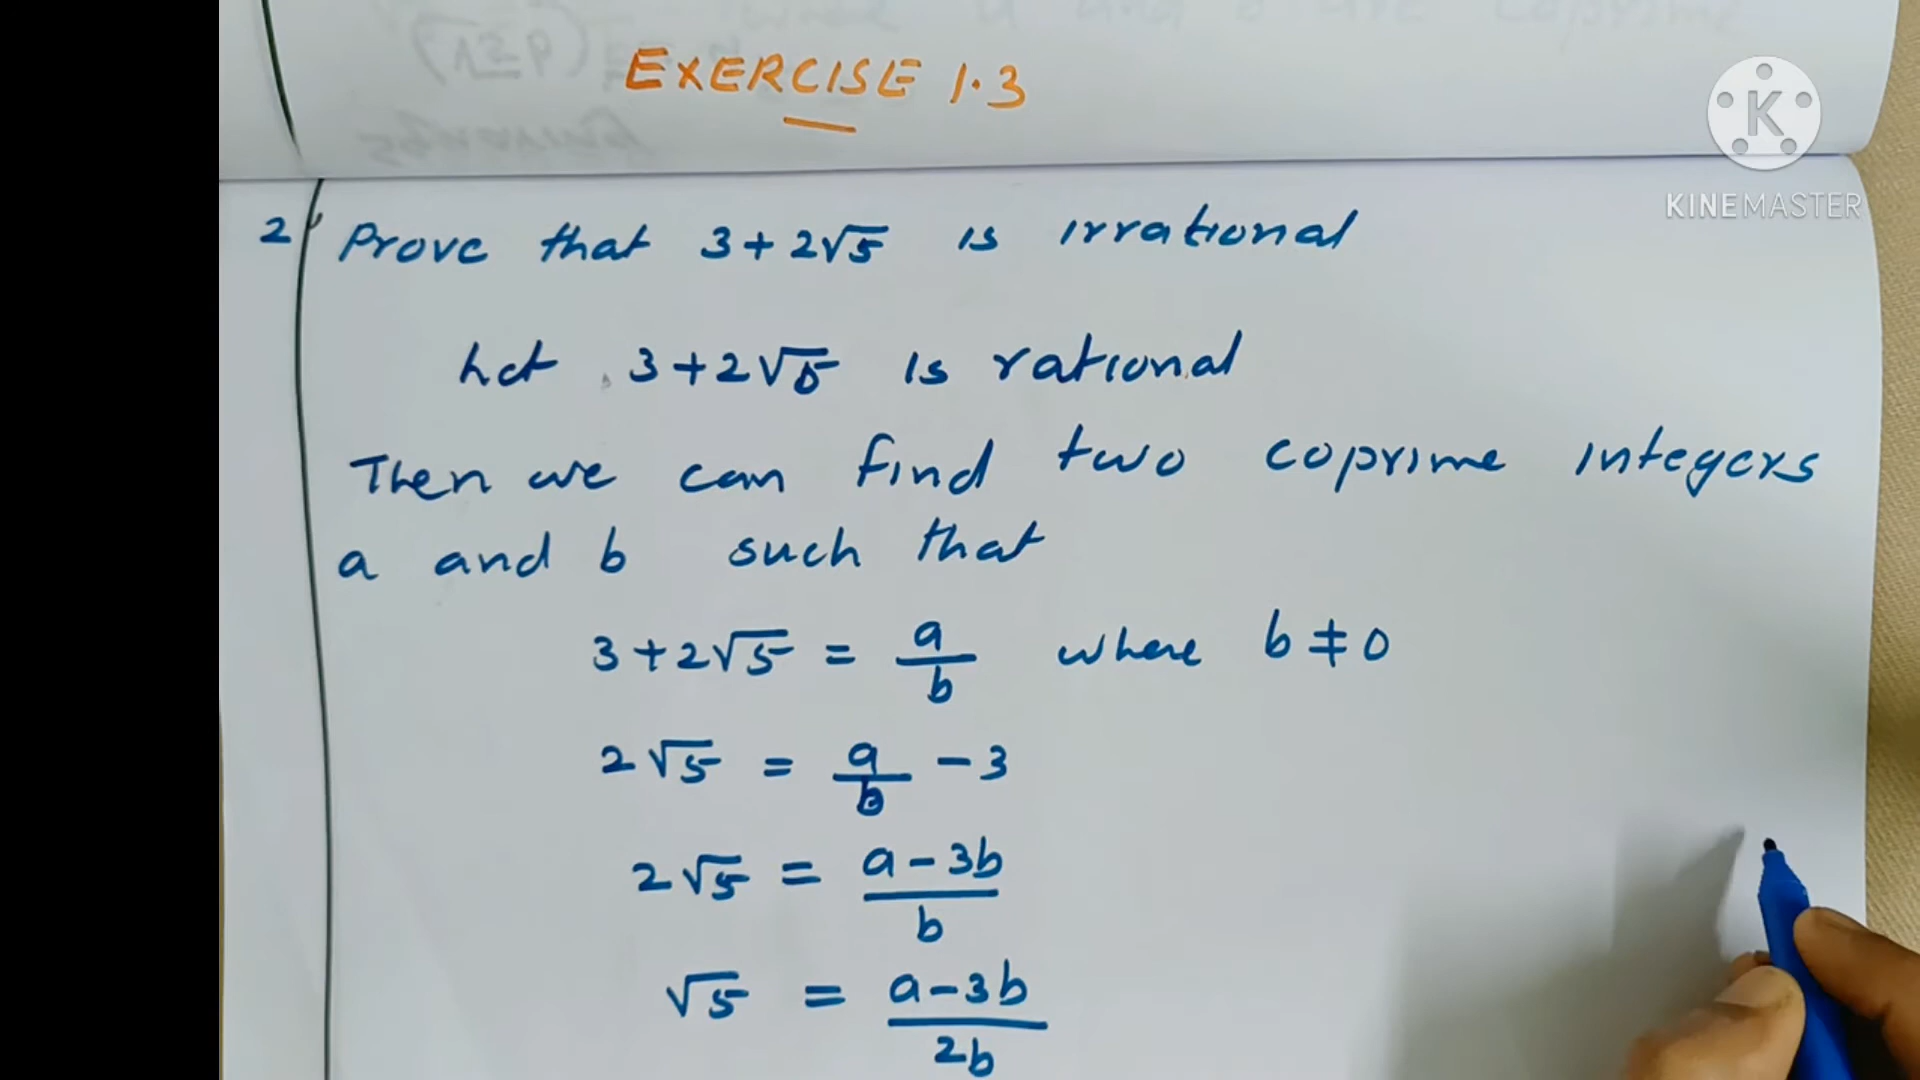 EXERCISE 1.3
K
KINEMASTER
2 Prove that 3+2√5 is irrational
Let 3+2√5 is rational
Then we can find two coprime integers
a and b such that
3+2√5 = a/b where b≠0
2√5 = a/b - 3
2√5 = a-3b/b
√5 = a-3b/2b